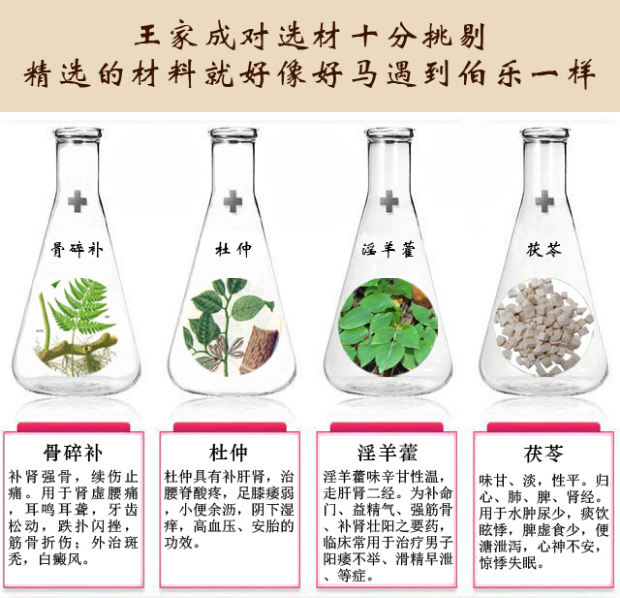 王家成对选材十分挑剔
精选的材料就好像好马遇到伯乐一样
骨碎补
杜仲
淫羊藿
茯苓
骨碎补
补肾强骨，续伤止
痛。用于肾虚腰痛
，耳鸣耳聋，牙齿
松动，跌扑闪挫，
筋骨折伤；外治斑
秃，白癜风。
杜仲
杜仲具有补肝肾，治
腰脊酸疼，足膝痿弱
，小便余沥，阴下湿
痒，高血压、安胎的
功效。
淫羊藿
淫羊藿味辛甘性温，
走肝肾二经。为补命
门、益精气、强筋骨
、补肾壮阳之要药，
临床常用于治疗男子
阳痿不举、滑精早泄
、等症。
茯苓
味甘、淡，性平。归
心、肺、脾、肾经。
用于水肿尿少，痰饮
眩悸，脾虚食少，便
溏泄泻，心神不安，
惊悸失眠。